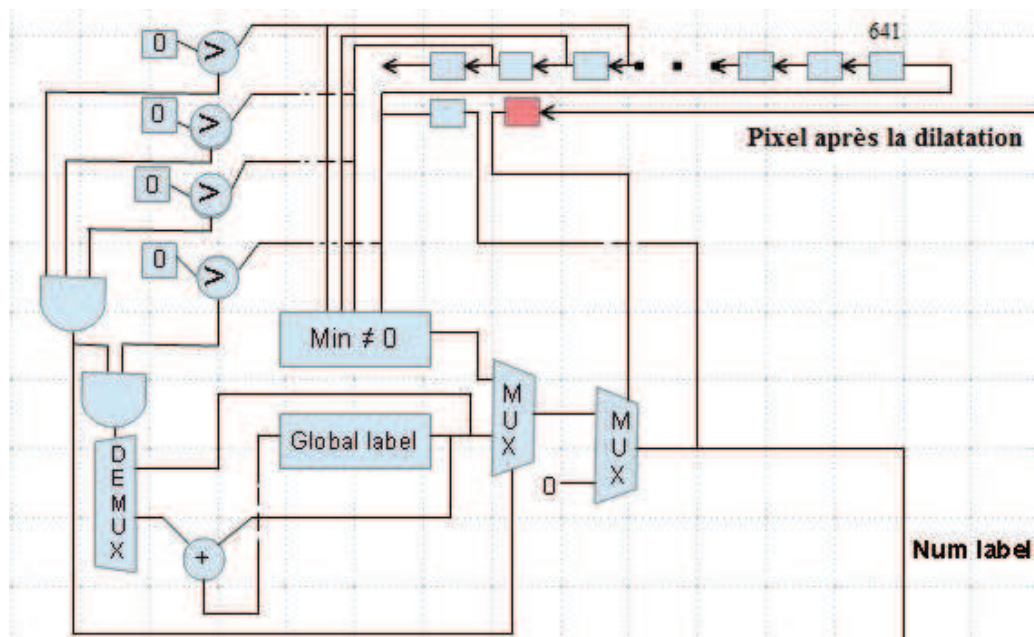 641
0
>
Pixel après la dilatation
0
>
0
>
0
>
Min ≠ 0
MUX
MUX
Global label
DEMUX
0
+
Num label